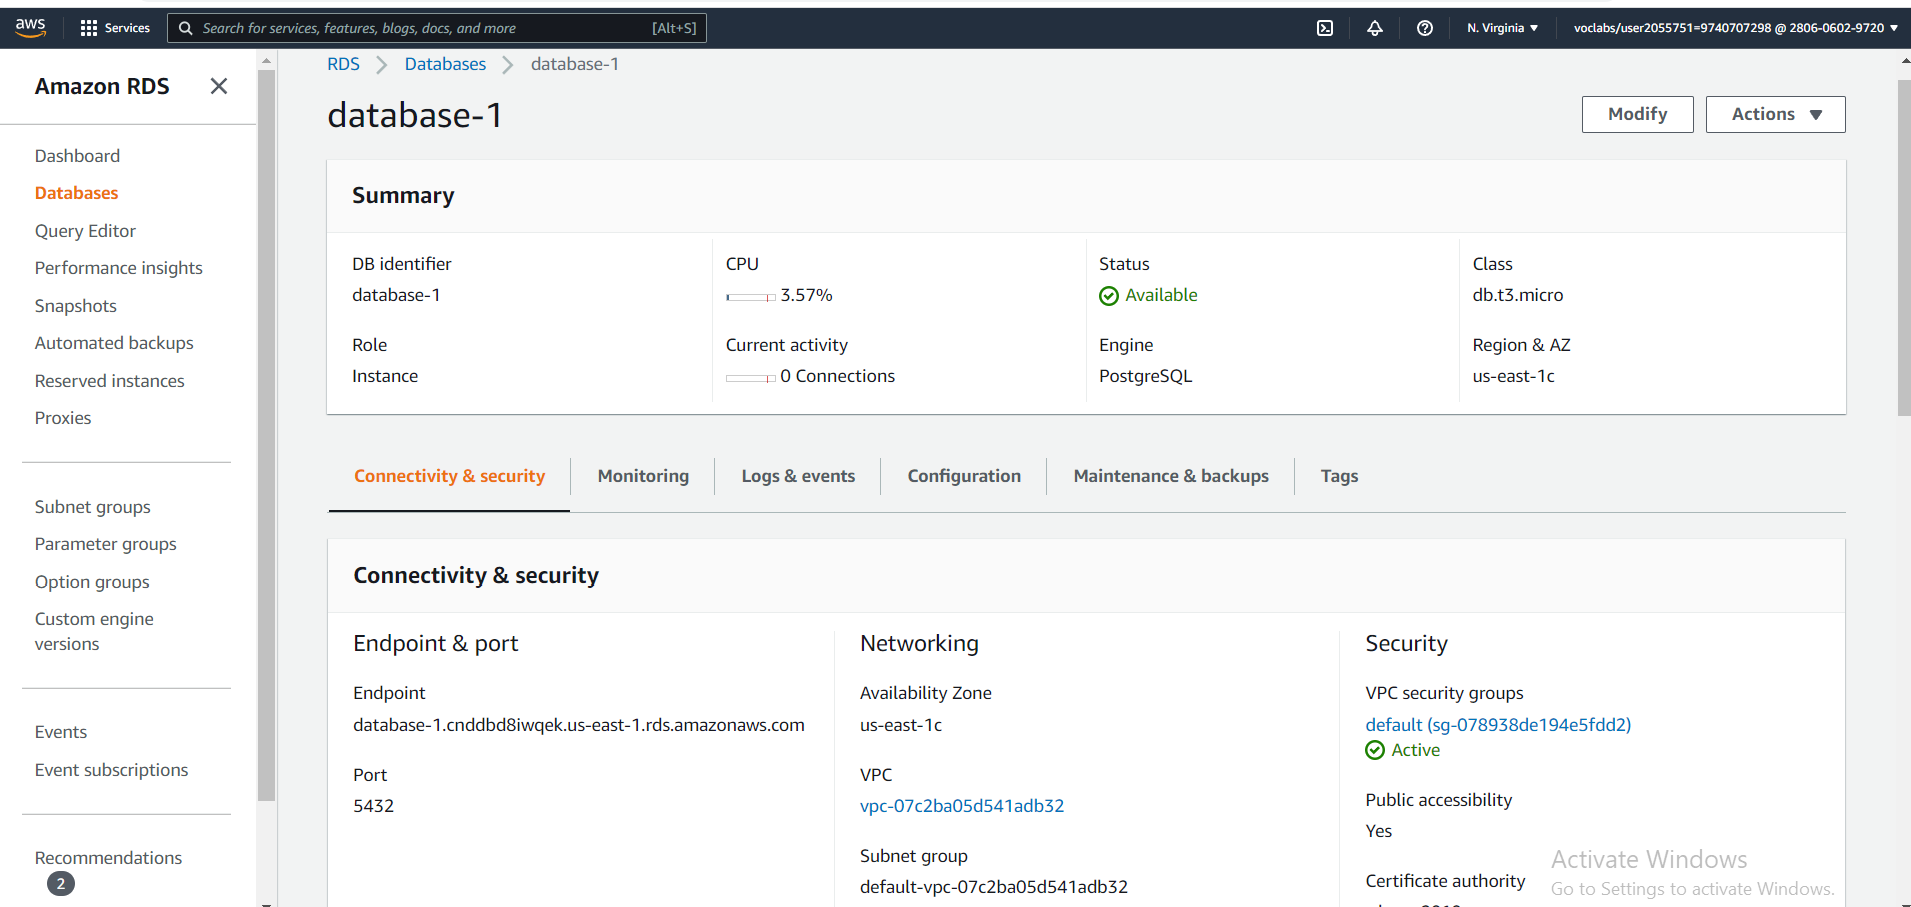 aws
Services
Search for services, features, blogs, docs, and more
[Alt+S]
N. Virginia
voclabs/user2055751=9740707298 @ 2806-0602-9720
Amazon RDS
Dashboard
Databases
Query Editor
Performance insights
Snapshots
Automated backups
Reserved instances
Proxies
Subnet groups
Parameter groups
Option groups
Custom engine
versions
Events
Event subscriptions
Recommendations
2
RDS
Databases
database-1
database-1
Modify
Actions
Summary
DB identifier
database-1
CPU
3.57%
Status
Available
Class
db.t3.micro
Role
Instance
Current activity
0 Connections
Engine
PostgreSQL
Region & AZ
us-east-1c
Connectivity & security
Monitoring
Logs & events
Configuration
Maintenance & backups
Tags
Connectivity & security
Endpoint & port
Endpoint
database-1.cnddbd8iwqek.us-east-1.rds.amazonaws.com
Port
5432
Networking
Availability Zone
us-east-1c
VPC
vpc-07c2ba05d541adb32
Subnet group
default-vpc-07c2ba05d541adb32
Security
VPC security groups
default (sg-078938de194e5fdd2)
Active
Public accessibility
Yes
Certificate authority
Activate Windows
Go to Settings to activate Windows.